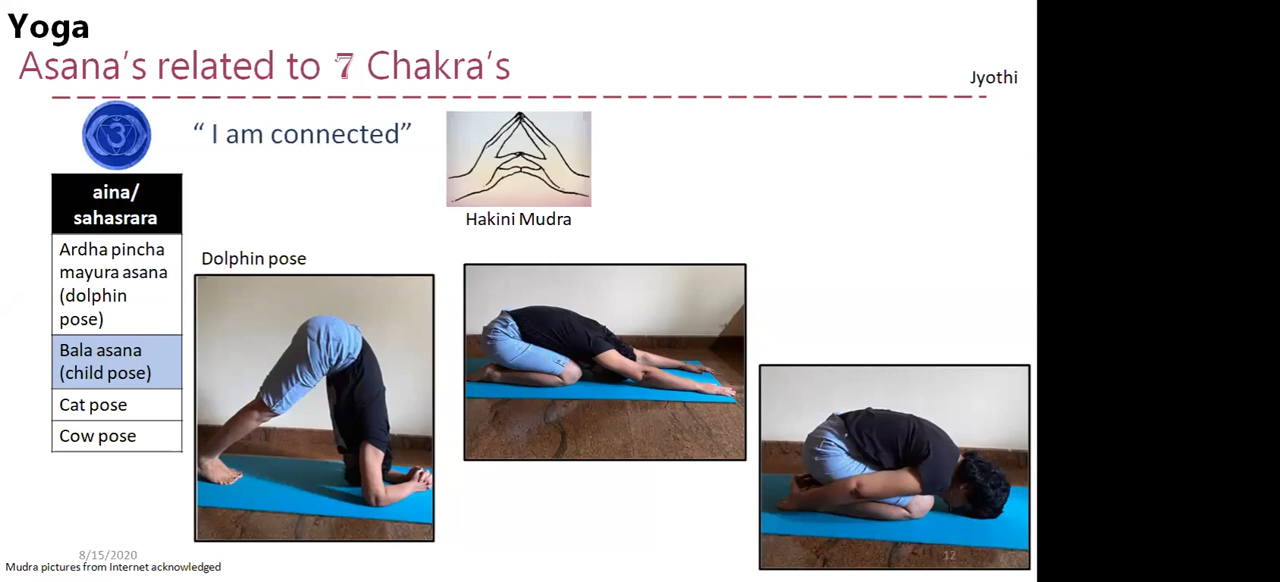 Yoga
Asana's related to 7 Chakra's
Jyothi
“ I am connected”
Hakini Mudra
aina/
sahasrara
Ardha pincha
mayura asana
(dolphin
pose)
Bala asana
(child pose)
Cat pose
Cow pose
Dolphin pose
8/15/2020
12
Mudra pictures from Internet acknowledged